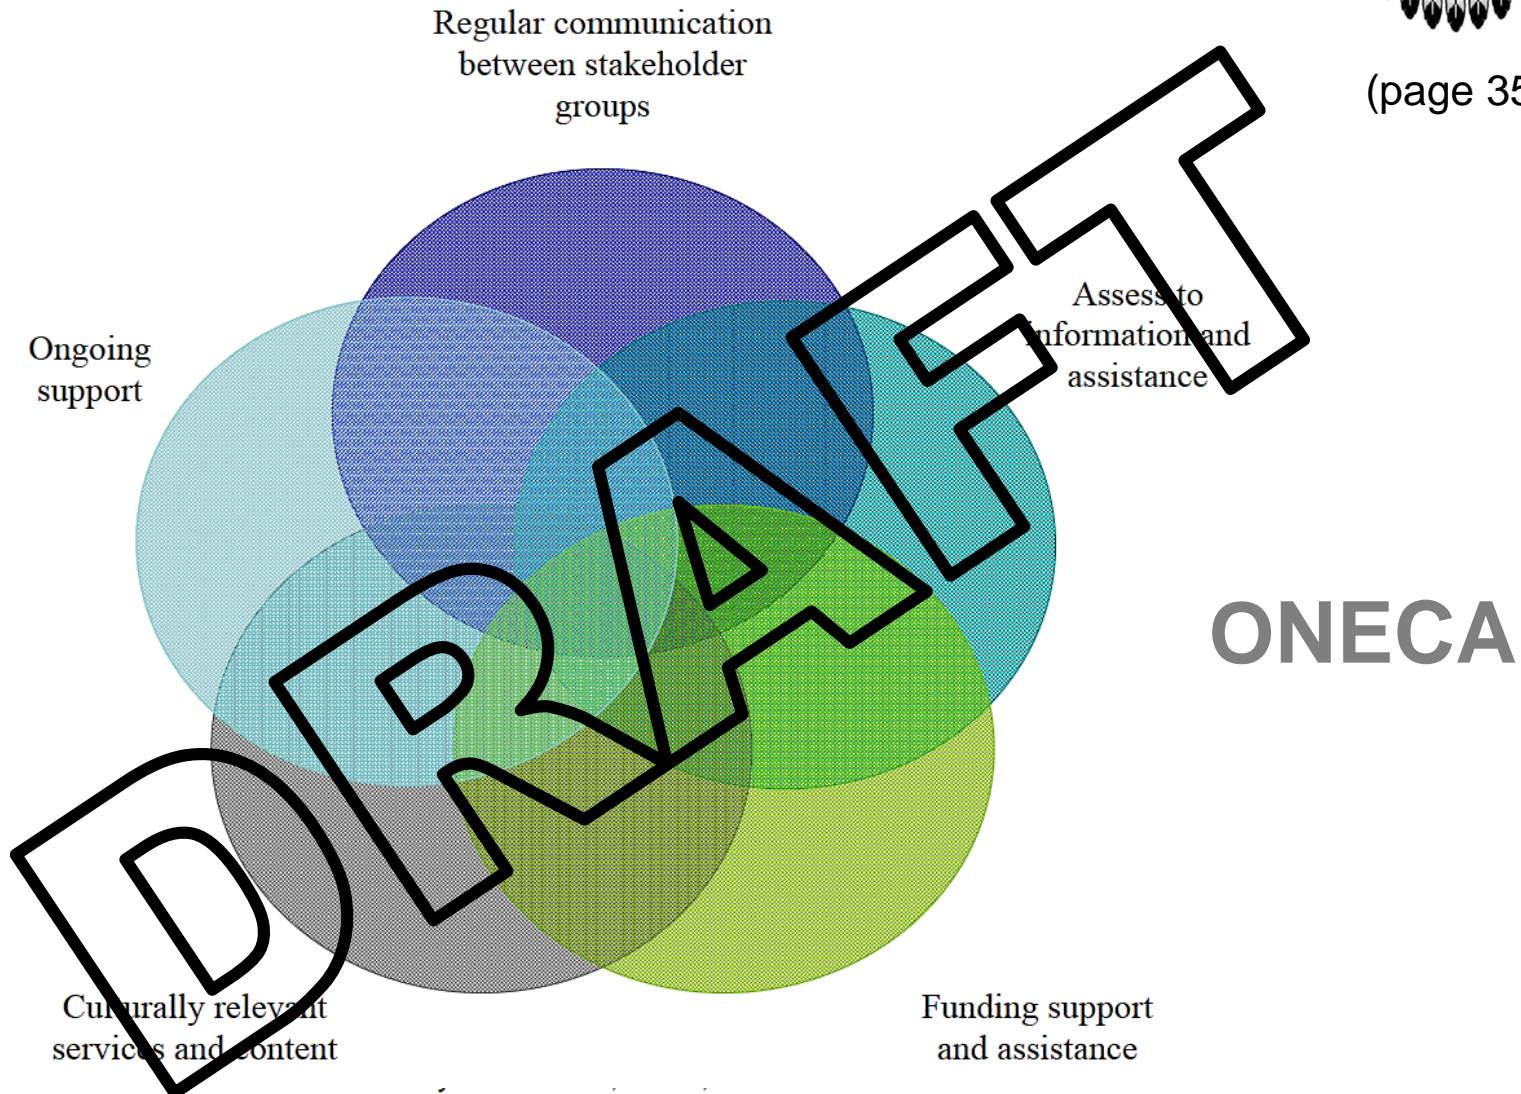 Regular communication
between stakeholder
groups
(page 35
Assess to
information and
assistance
Ongoing
support
DRAFT
ONECA
Culturally relevant
services and content
Funding support
and assistance